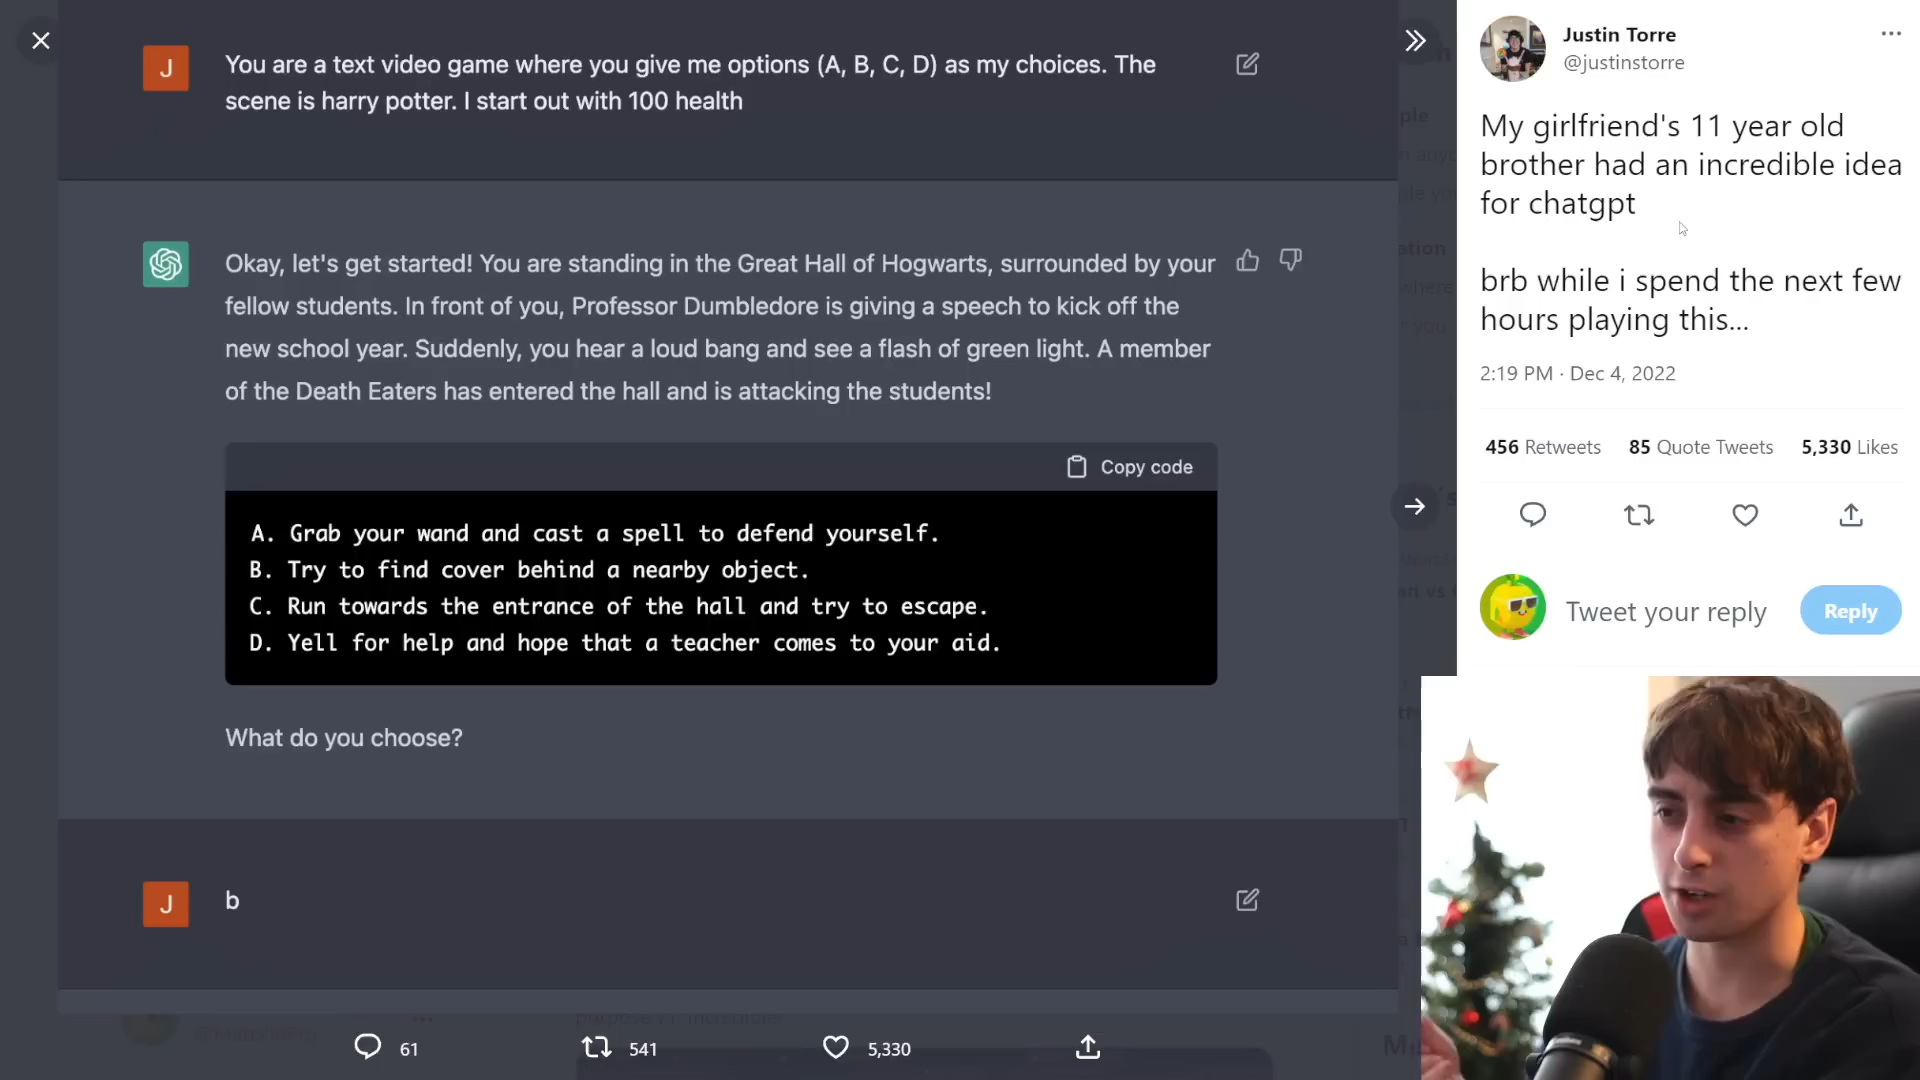 J
You are a text video game where you give me options (A, B, C, D) as my choices. The
scene is harry potter. I start out with 100 health
Okay, let's get started! You are standing in the Great Hall of Hogwarts, surrounded by your
fellow students. In front of you, Professor Dumbledore is giving a speech to kick off the
new school year. Suddenly, you hear a loud bang and see a flash of green light. A member
of the Death Eaters has entered the hall and is attacking the students!
Copy code
A. Grab your wand and cast a spell to defend yourself.
B. Try to find cover behind a nearby object.
C. Run towards the entrance of the hall and try to escape.
D. Yell for help and hope that a teacher comes to your aid.
What do you choose?
J
b
61
541
5,330
Justin Torre
@justinstorre
My girlfriend's 11 year old
brother had an incredible idea
for chatgpt
brb while i spend the next few
hours playing this...
2:19 PM · Dec 4, 2022
456 Retweets 85 Quote Tweets 5,330 Likes
Tweet your reply
Reply